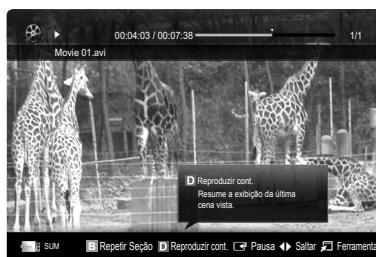 00:04:03 / 00:07:38 1/1
Movie 01.avi
D Reproduzir cont.
Resume a exibição da última
cena vista.
SUM B Repetir Seção D Reproduzir cont. Pausa Saltar Ferramenta